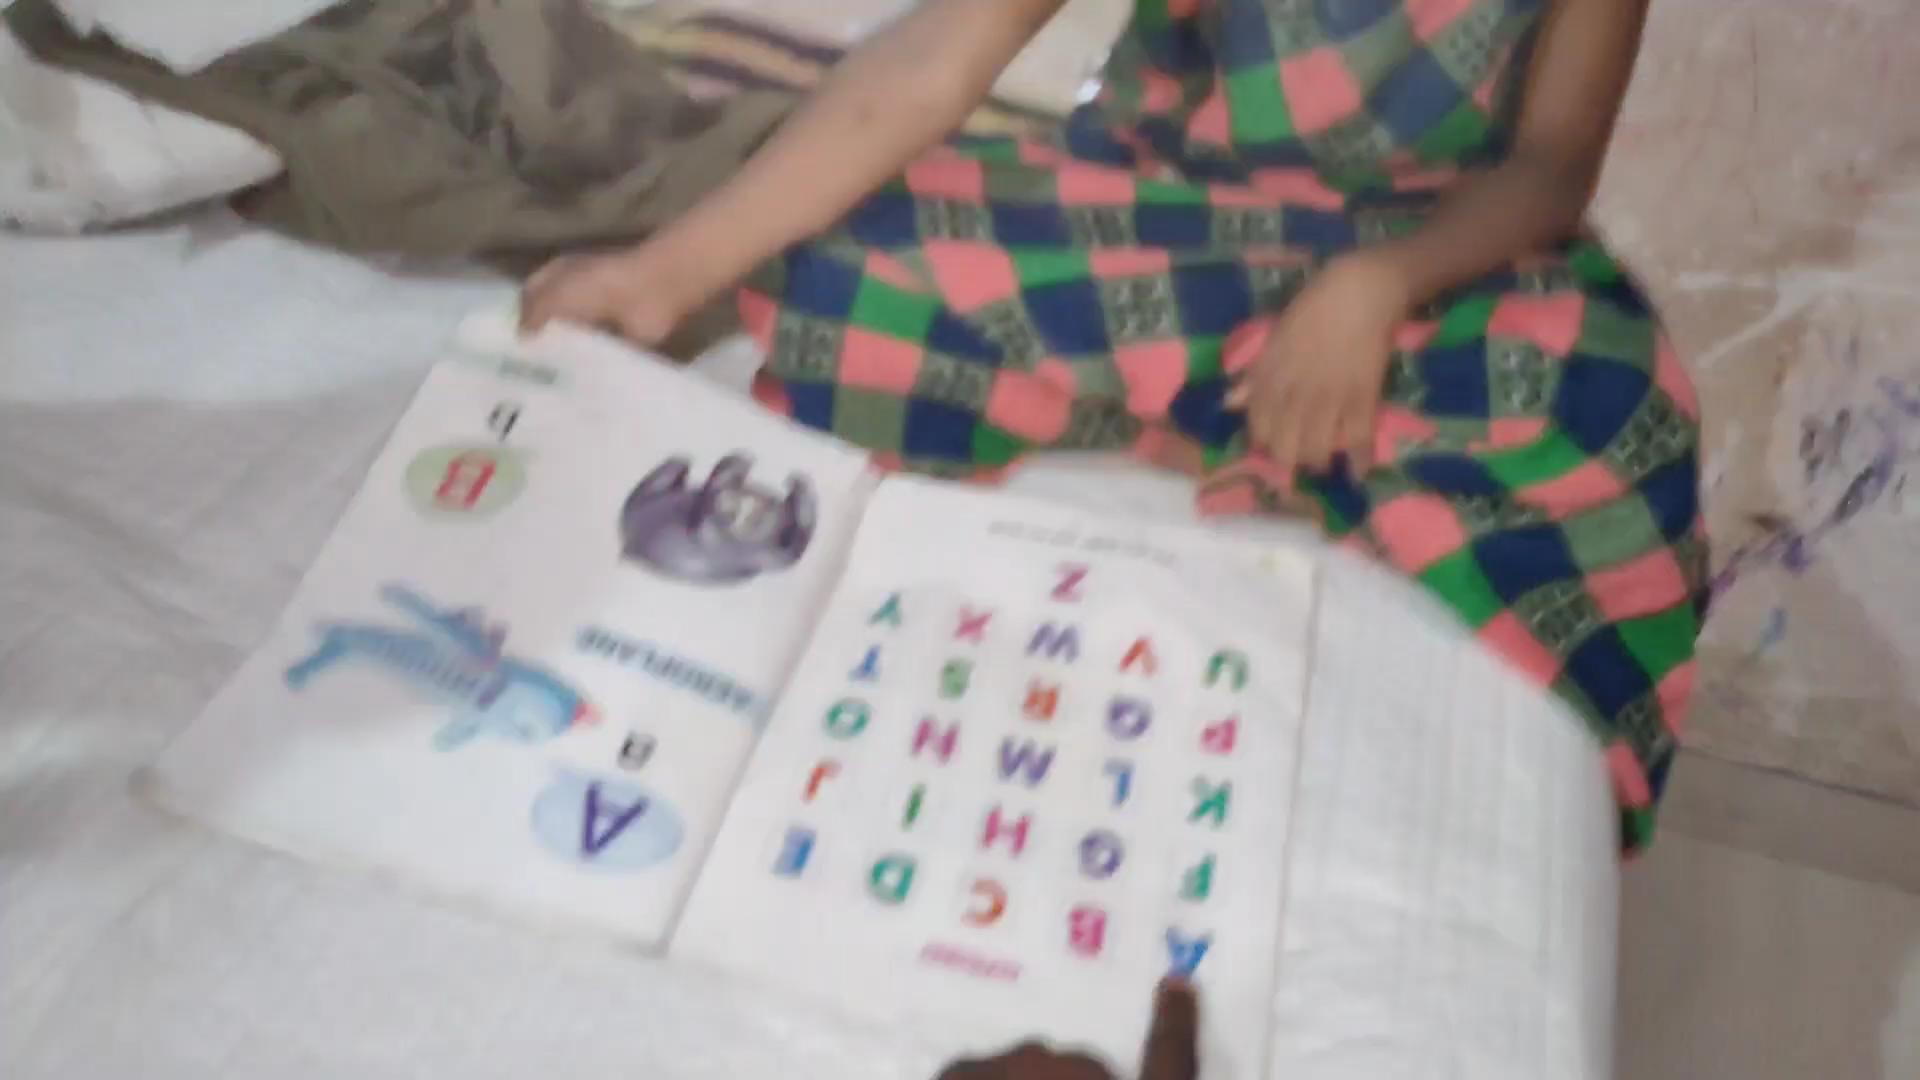 A B C D E
F G H I J
K L M N O
P Q R S T
U V W X Y
Z
A a
AEROPLANE
B b